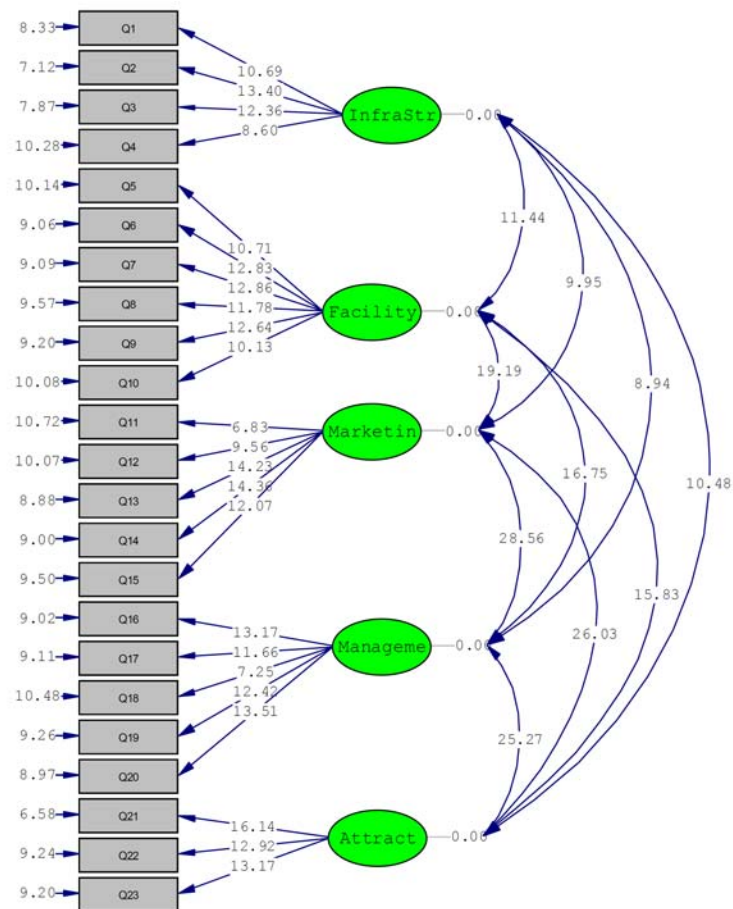 8.33 Q1
7.12 Q2
7.87 Q3
10.28 Q4
10.14 Q5
9.06 Q6
9.09 Q7
9.57 Q8
9.20 Q9
10.08 Q10
10.72 Q11
10.07 Q12
8.88 Q13
9.00 Q14
9.50 Q15
9.02 Q16
9.11 Q17
10.48 Q18
9.26 Q19
8.97 Q20
6.58 Q21
9.24 Q22
9.20 Q23
10.69
13.40
12.36
8.60
InfraStr 0.00
10.71
12.83
12.86
11.78
12.64
10.13
Facility 0.00
6.83
9.56
14.23
14.36
12.07
Marketin 0.00
13.17
11.66
7.25
12.42
13.51
Manageme 0.00
16.14
12.92
13.17
Attract 0.00
11.44
9.95
19.19
8.94
16.75
10.48
28.56
15.83
26.03
25.27